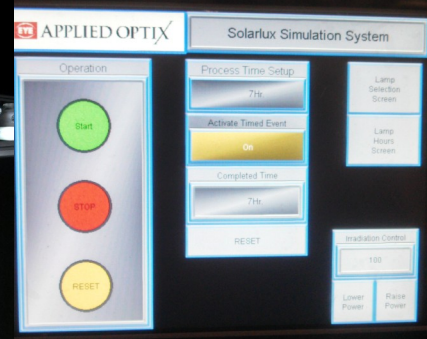 EYE APPLIED OPTIX
Solarlux Simulation System
Operation
Start
STOP
RESET
Process Time Setup
7Hr.
Activate Timed Event
On
Completed Time
7Hr.
RESET
Lamp
Selection
Screen
Lamp
Hours
Screen
Irradiation Control
100
Lower
Power
Raise
Power